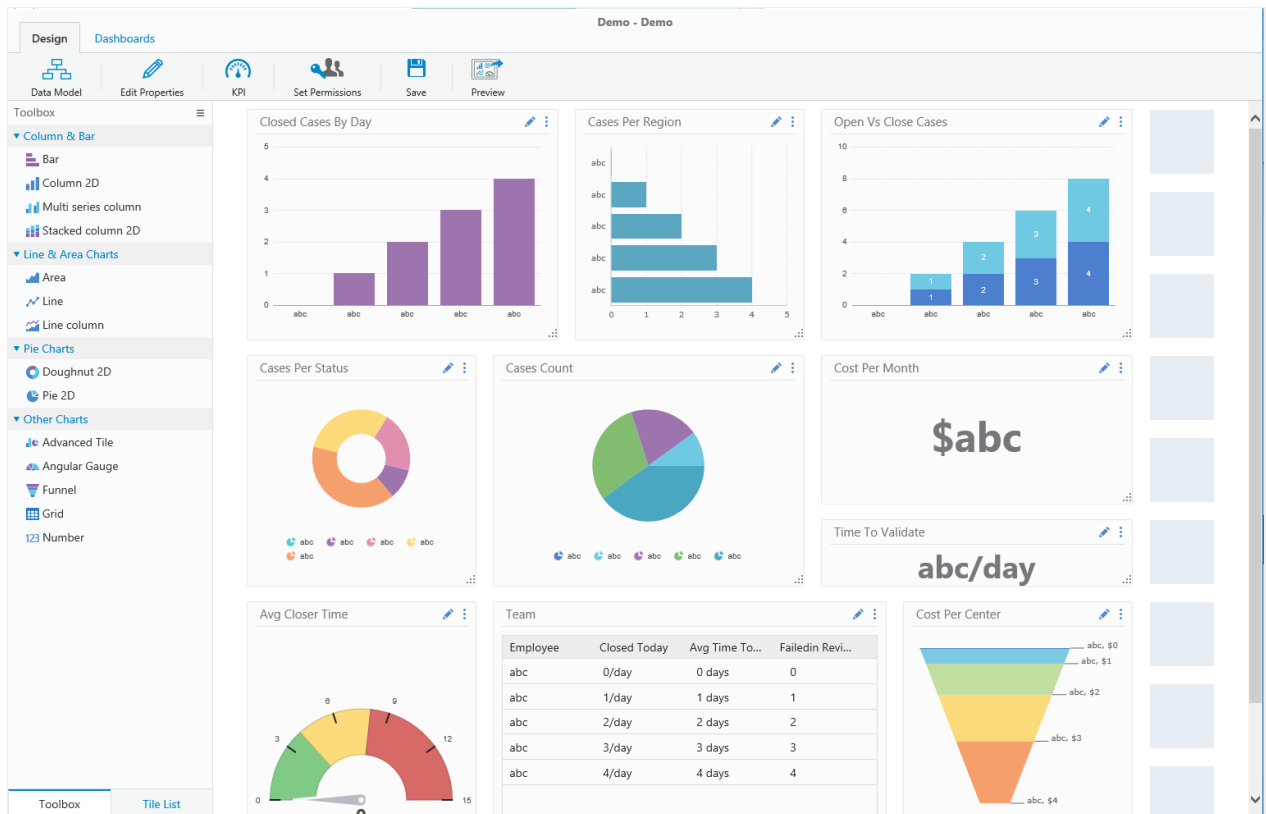 Demo - Demo
Design Dashboards
Data Model Edit Properties KPI Set Permissions Save Preview
Toolbox
Column & Bar
Bar
Column 2D
Multi series column
Stacked column 2D
Line & Area Charts
Area
Line
Line column
Pie Charts
Doughnut 2D
Pie 2D
Other Charts
Advanced Tile
Angular Gauge
Funnel
Grid
123 Number
Toolbox Tile List
Closed Cases By Day
5
4
3
2
1
0
abc abc abc abc abc
Cases Per Region
abc
abc
abc
abc
abc
0 1 2 3 4 5
Open Vs Close Cases
10
8
6
4
2
0
1 2 3 4
1 2 3 4
abc abc abc abc abc
Cases Per Status
abc abc abc abc
abc
Cases Count
abc abc abc abc abc
Cost Per Month
$abc
Time To Validate
abc/day
Avg Closer Time
0 3 6 9 12 15
Team
Employee Closed Today Avg Time To... Failedin Revi...
abc 0/day 0 days 0
abc 1/day 1 days 1
abc 2/day 2 days 2
abc 3/day 3 days 3
abc 4/day 4 days 4
Cost Per Center
abc, $0
abc, $1
abc, $2
abc, $3
abc, $4